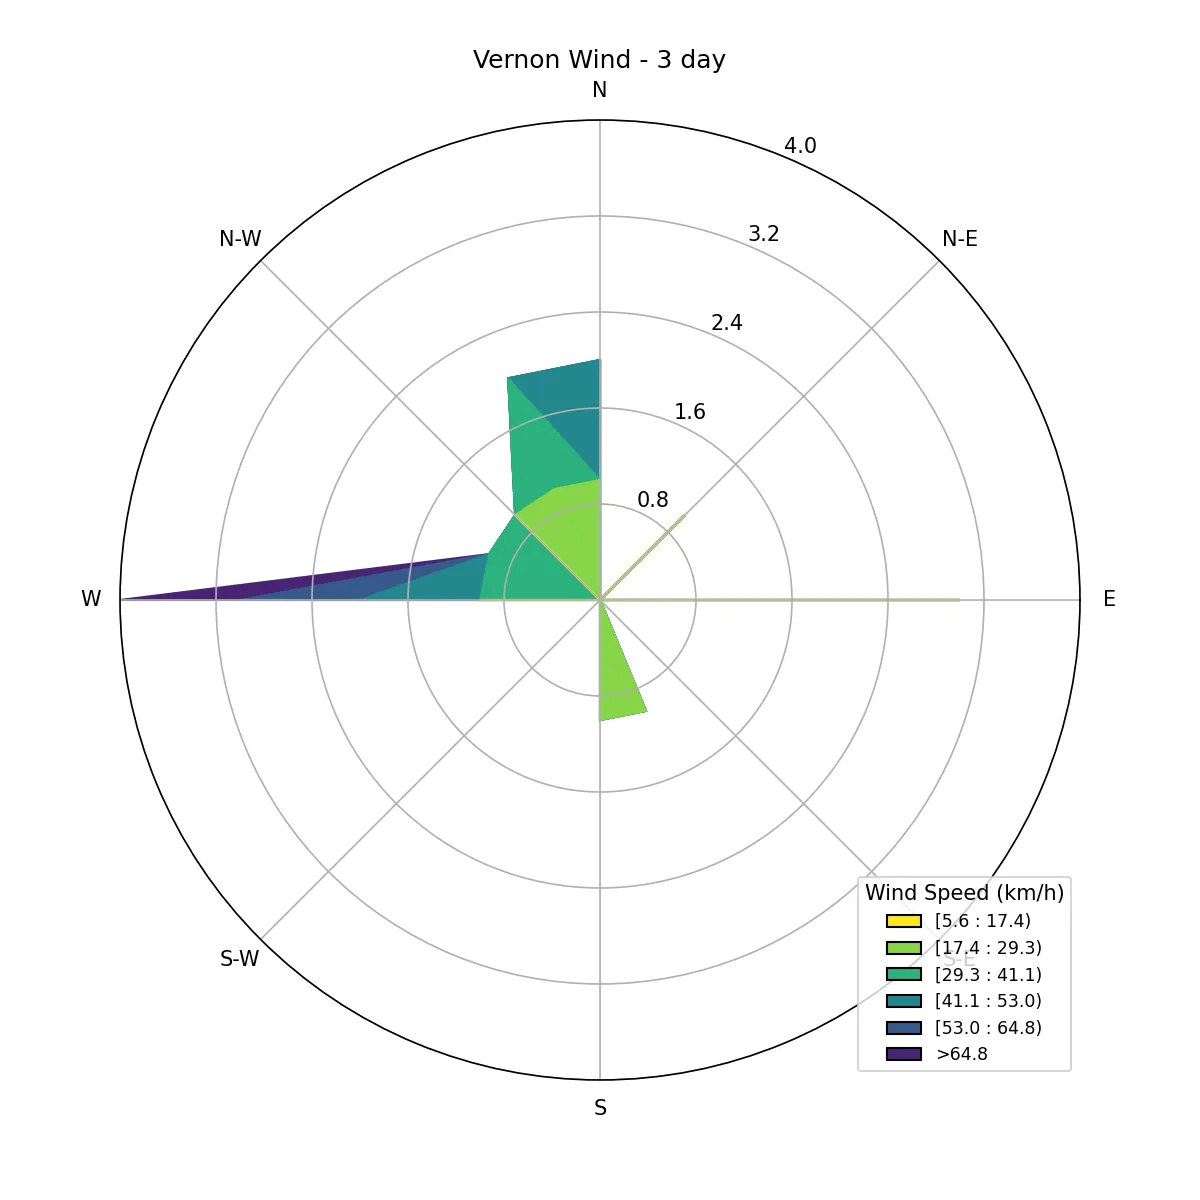 Vernon Wind - 3 day
N
4.0
N-W
3.2
N-E
2.4
1.6
0.8
W
E
Wind Speed (km/h)
[5.6 : 17.4)
[17.4 : 29.3)
S-W
S-E
[29.3 : 41.1)
[41.1 : 53.0)
[53.0 : 64.8)
>64.8
S